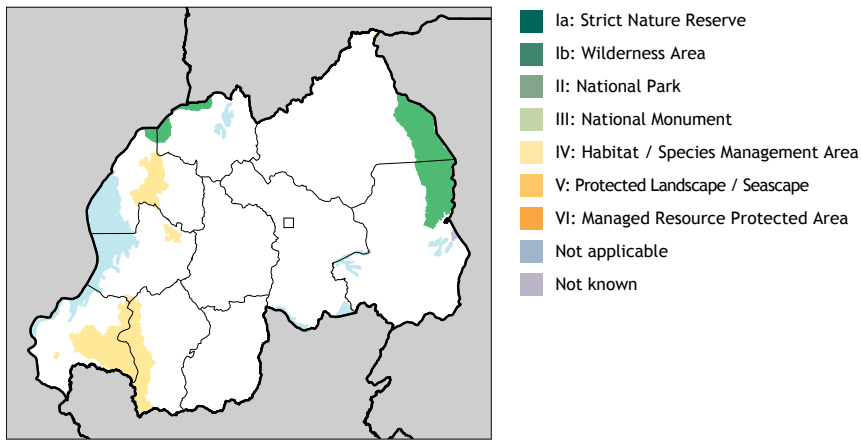 Ia: Strict Nature Reserve
Ib: Wilderness Area
II: National Park
III: National Monument
IV: Habitat / Species Management Area
V: Protected Landscape / Seascape
VI: Managed Resource Protected Area
Not applicable
Not known